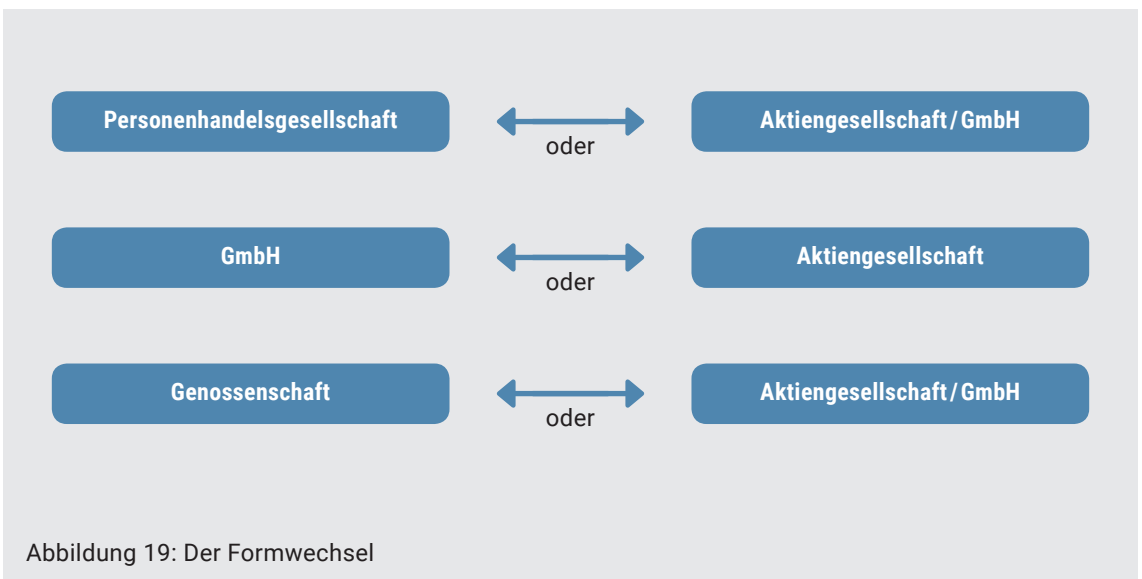 Personenhandelsgesellschaft
oder
Aktiengesellschaft/GmbH
GmbH
oder
Aktiengesellschaft
Genossenschaft
oder
Aktiengesellschaft/GmbH
Abbildung 19: Der Formwechsel